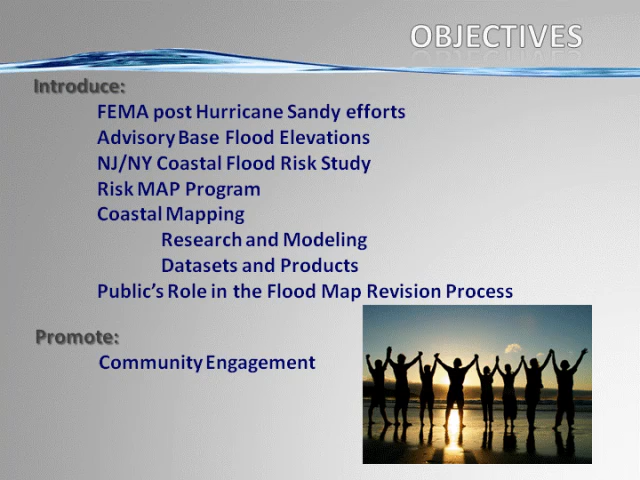 OBJECTIVES
Introduce:
FEMA post Hurricane Sandy efforts
Advisory Base Flood Elevations
NJ/NY Coastal Flood Risk Study
Risk MAP Program
Coastal Mapping
Research and Modeling
Datasets and Products
Public's Role in the Flood Map Revision Process
Promote:
Community Engagement